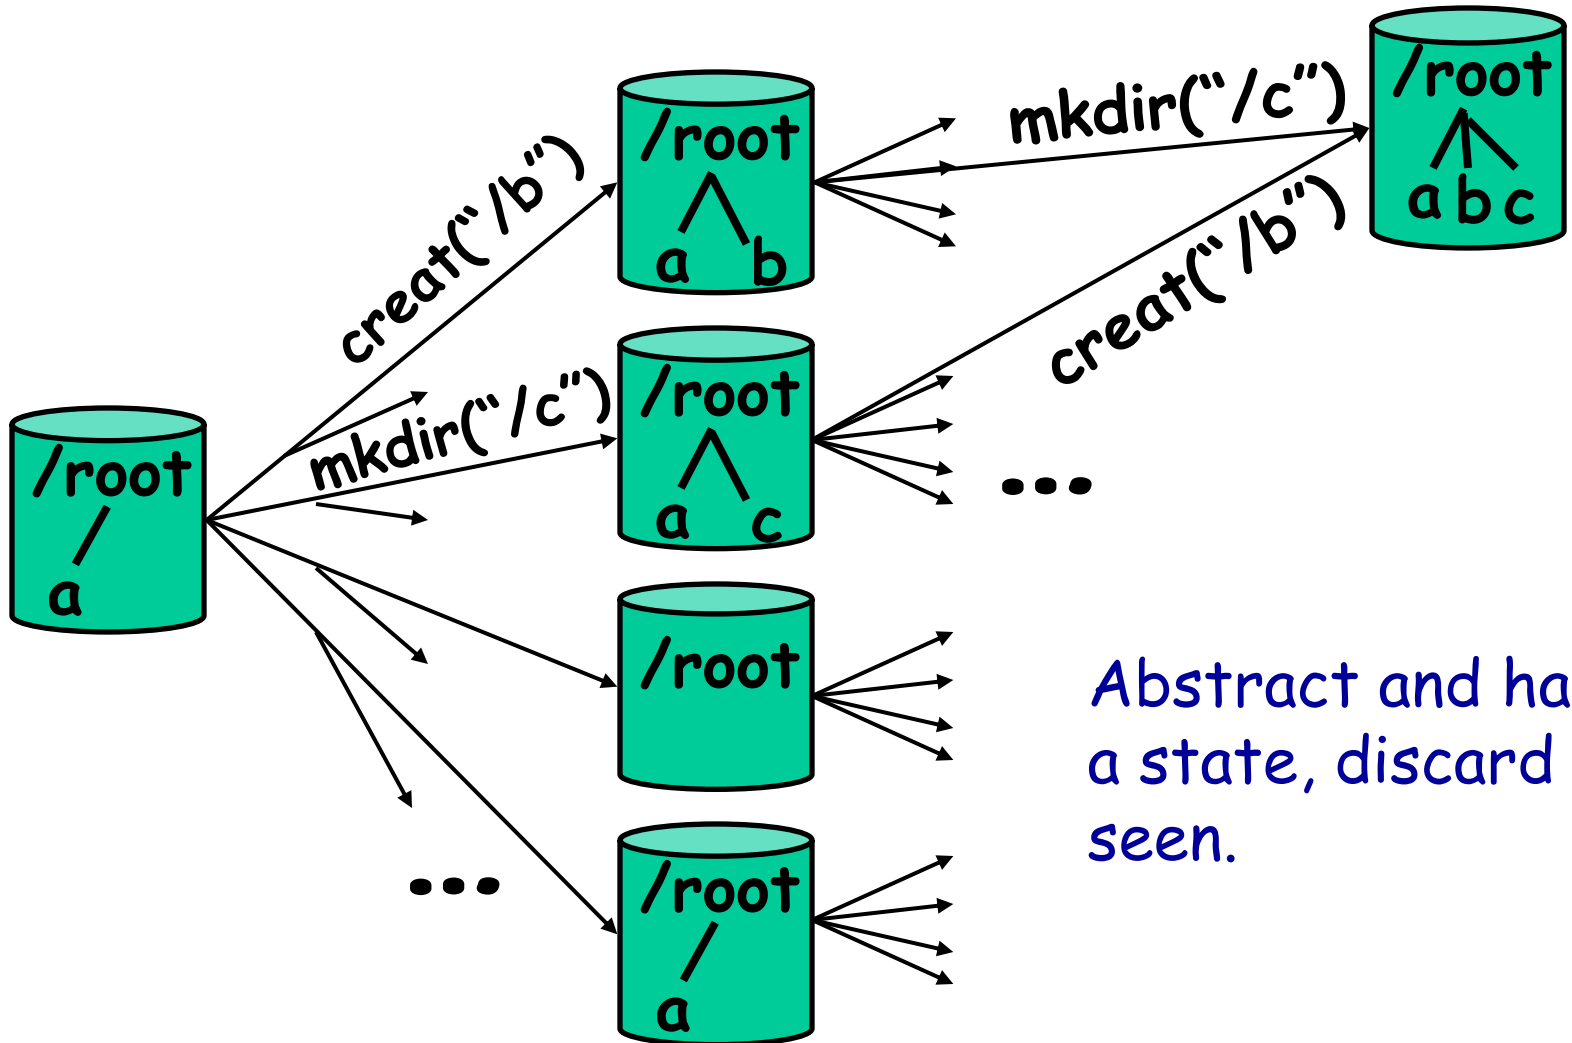 /root
a
creat("/b")
mkdir("/c")
...
/root
a b
/root
a c
/root
/root
a
mkdir("/c")
creat("/b")
...
/root
a b c
Abstract and ha
a state, discard
seen.